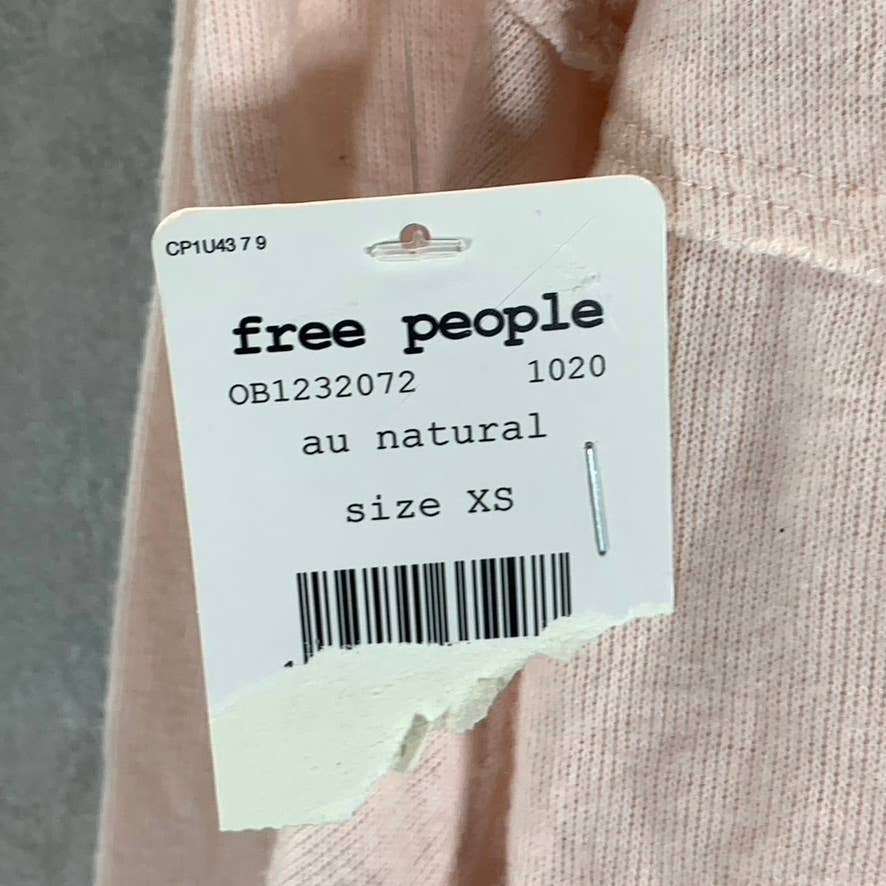 CP1U43 7 9
free people
OB1232072 1020
au natural
size XS